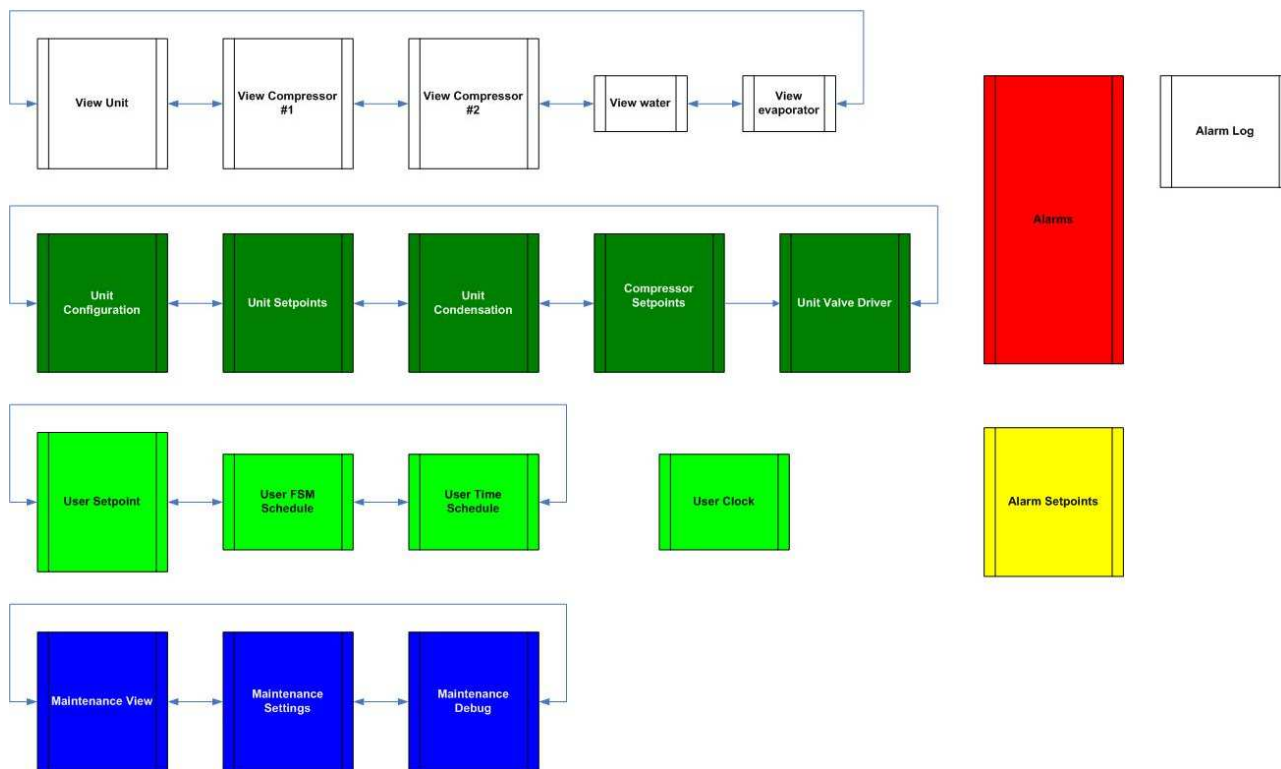 View Unit
View Compressor
#1
View Compressor
#2
View water
View
evaporator
Alarm Log
Alarms
Unit
Configuration
Unit Setpoints
Unit
Condensation
Compressor
Setpoints
Unit Valve Driver
User Setpoint
User FSM
Schedule
User Time
Schedule
User Clock
Alarm Setpoints
Maintenance View
Maintenance
Settings
Maintenance
Debug